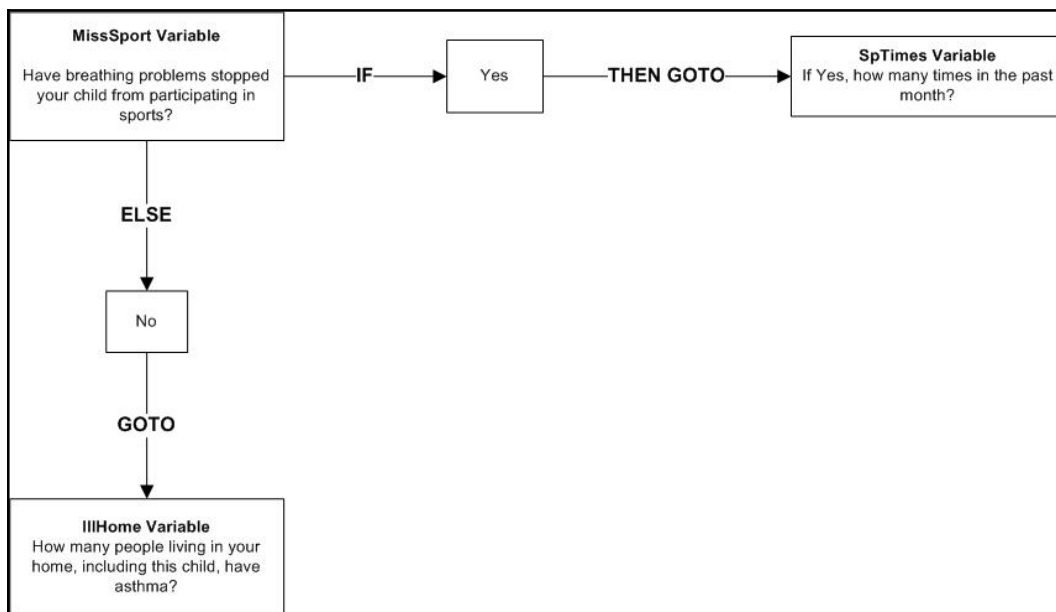 MissSport Variable
Have breathing problems stopped
your child from participating in
sports?
IF
Yes
THEN GOTO
SpTimes Variable
If Yes, how many times in the past
month?
ELSE
No
GOTO
IllHome Variable
How many people living in your
home, including this child, have
asthma?